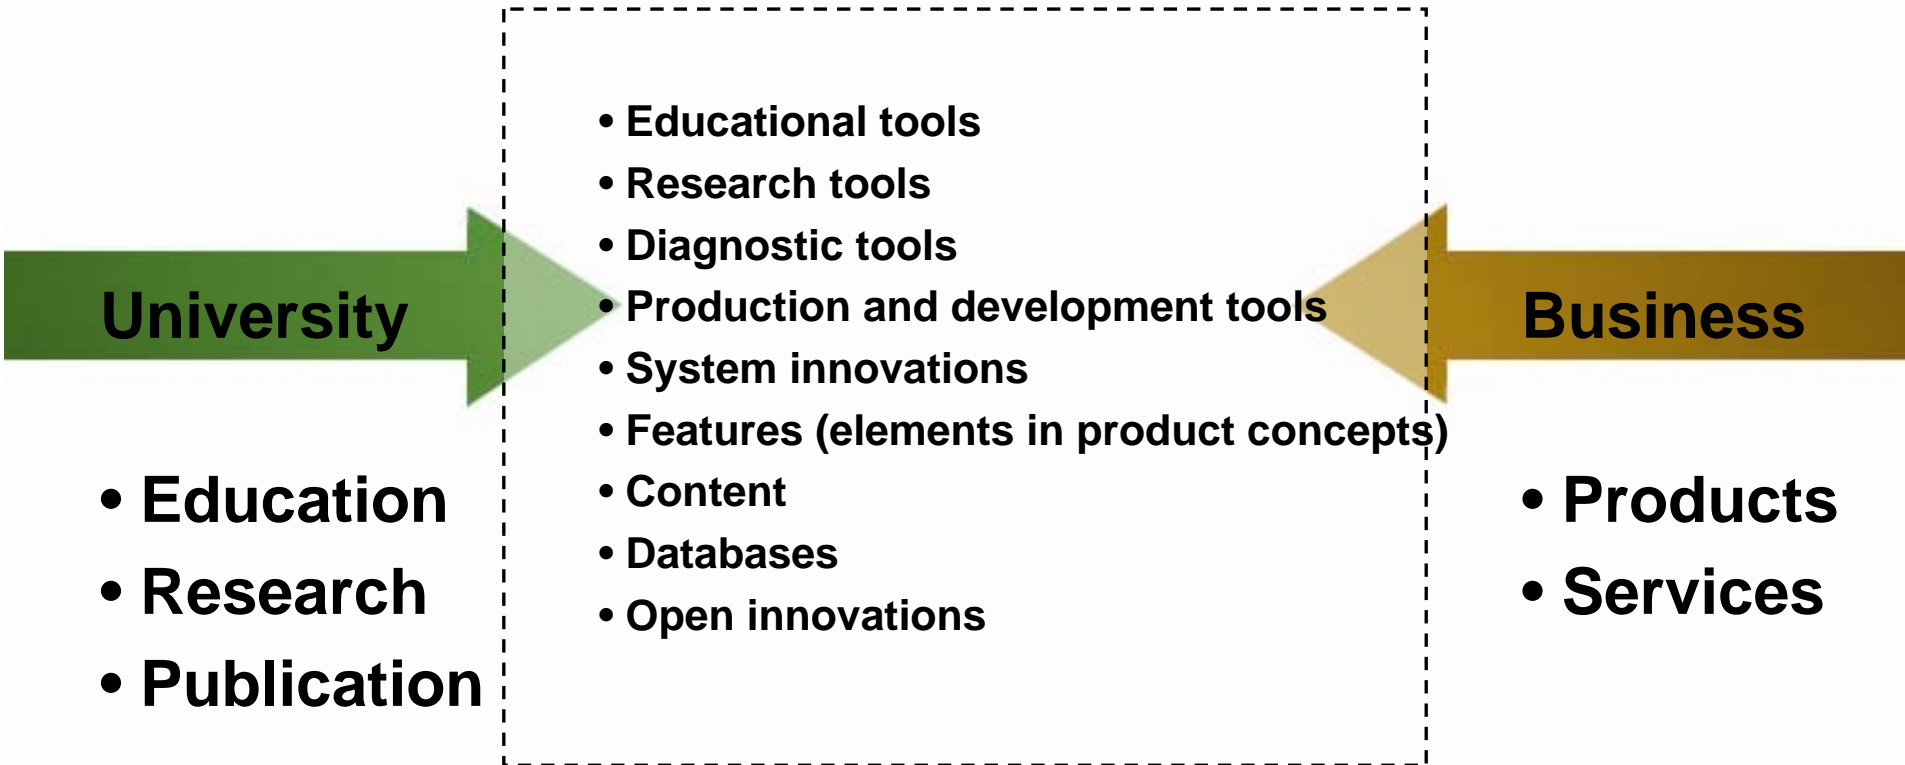 University
• Education
• Research
• Publication
• Educational tools
• Research tools
• Diagnostic tools
• Production and development tools
• System innovations
• Features (elements in product concepts)
• Content
• Databases
• Open innovations
Business
• Products
• Services